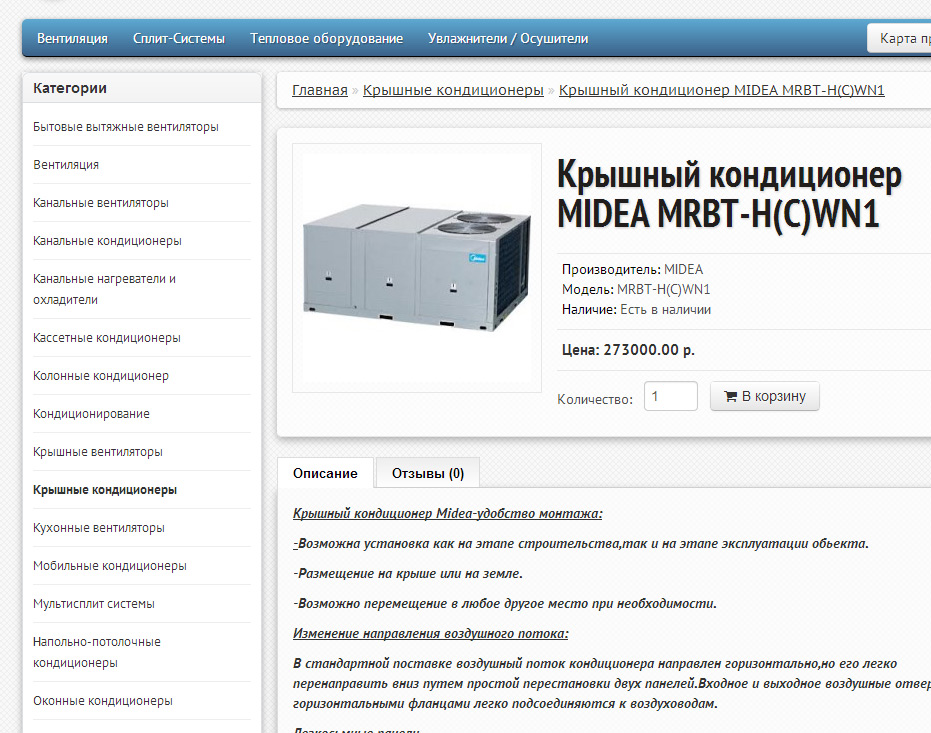 Вентиляция Сплит-Системы Тепловое оборудование Увлажнители / Осушители Карта
Категории
Бытовые вытяжные вентиляторы
Вентиляция
Канальные вентиляторы
Канальные кондиционеры
Канальные нагреватели и
охладители
Кассетные кондиционеры
Колонные кондиционер
Кондиционирование
Крышные вентиляторы
Крышные кондиционеры
Кухонные вентиляторы
Мобильные кондиционеры
Мультисплит системы
Напольно-потолочные
кондиционеры
Оконные кондиционеры
Главная » Крышные кондиционеры » Крышный кондиционер MIDEA MRBT-H(C)WN1
Midea
Крышный кондиционер
MIDEA MRBT-H(C)WN1
Производитель: MIDEA
Модель: MRBT-H(C)WN1
Наличие: Есть в наличии
Цена: 273000.00 р.
Количество: 1 В корзину
Описание Отзывы (0)
Крышный кондиционер Midea-удобство монтажа:
-Возможна установка как на этапе строительства,так и на этапе эксплуатации обьекта.
-Размещение на крыше или на земле.
-Возможно перемещение в любое другое место при необходимости.
Изменение направления воздушного потока:
В стандартной поставке воздушный поток кондиционера направлен горизонтально,но его легко
перенаправить вниз путем простой перестановки двух панелей.Входное и выходное воздушные
горизонтальными фланцами легко подсоединяются к воздуховодам.